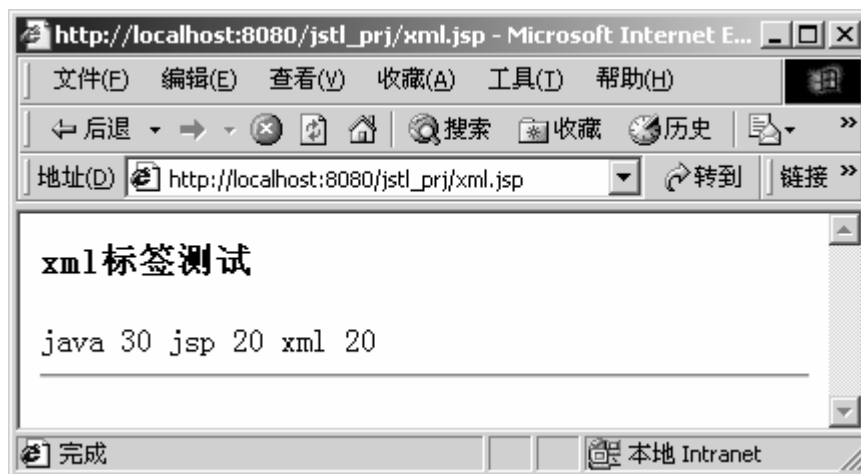 http://localhost:8080/jstl_prj/xml.jsp - Microsoft Internet E...
文件(F) 编辑(E) 查看(V) 收藏(A) 工具(T) 帮助(H)
后退 搜索 收藏 历史 »
地址(D) http://localhost:8080/jstl_prj/xml.jsp 转到 链接 »
xml标签测试
java 30 jsp 20 xml 20
完成 本地 Intranet